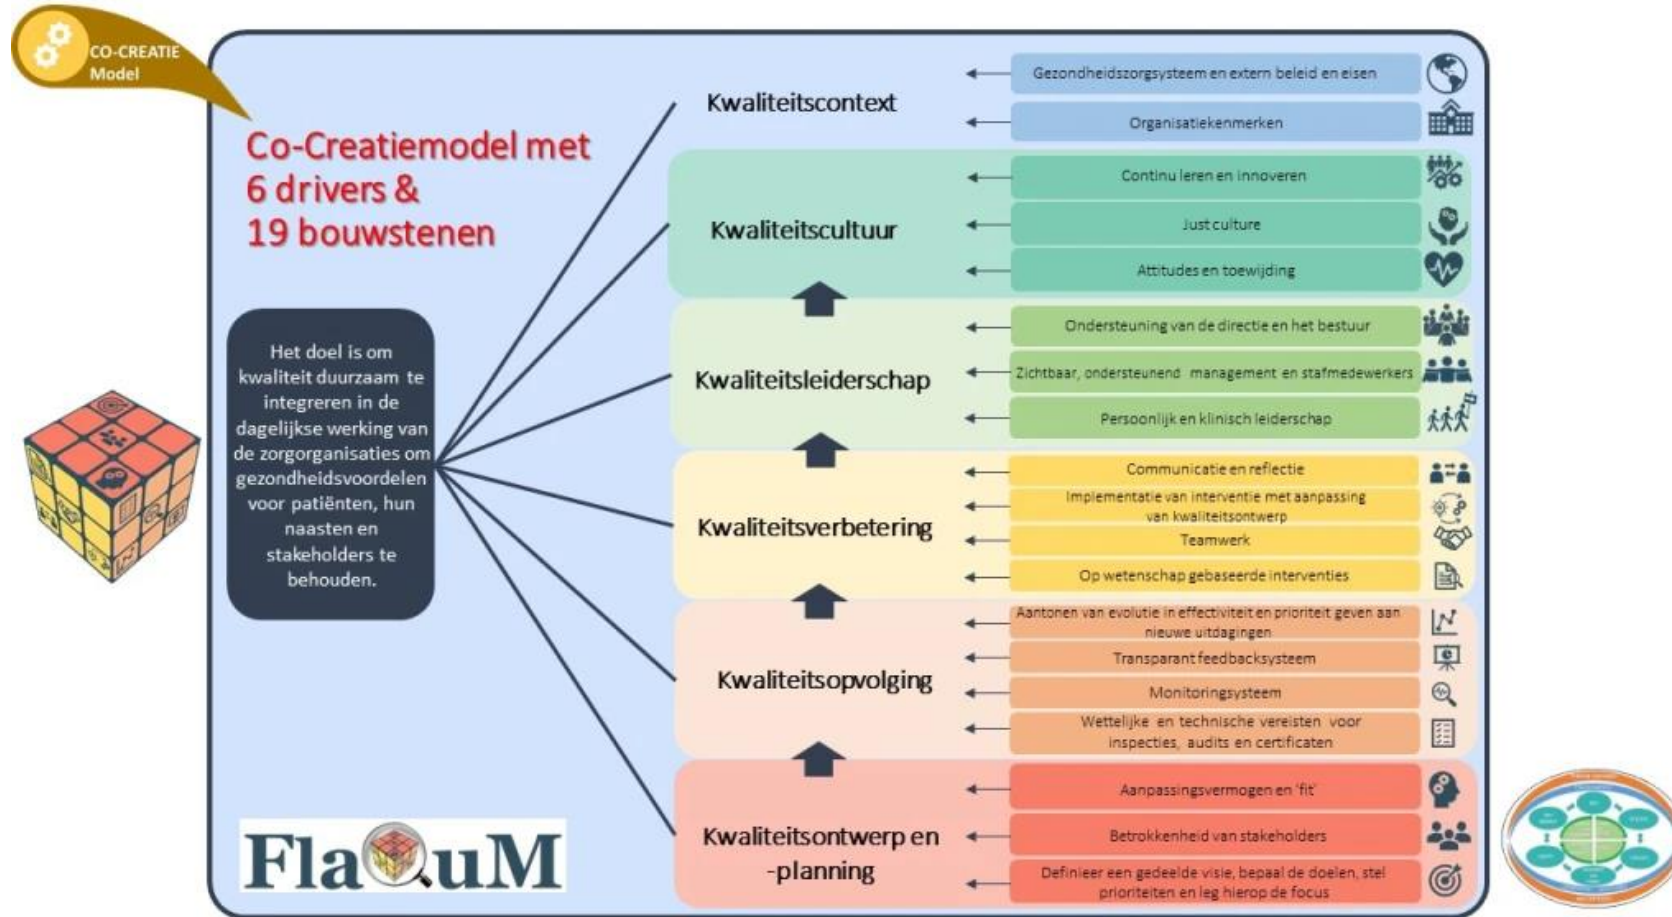 CO-CREATIE
Model
Co-Creatiemodel met
6 drivers &
19 bouwstenen
Het doel is om
kwaliteit duurzaam te
integreren in de
dagelijkse werking van
de zorgorganisaties om
gezondheidsvoordelen
voor patiënten, hun
naasten en
stakeholders te
behouden.
Kwaliteitscontext
Gezondheidszorgsysteem en extern beleid en eisen
Organisatiekenmerken
Kwaliteitscultuur
Continu leren en innoveren
Just culture
Attitudes en toewijding
Kwaliteitsleiderschap
Ondersteuning van de directie en het bestuur
Zichtbaar, ondersteunend management en stafmedewerkers
Persoonlijk en klinisch leiderschap
Kwaliteitsverbetering
Communicatie en reflectie
Implementatie van interventie met aanpassing
van kwaliteitsontwerp
Teamwerk
Op wetenschap gebaseerde interventies
Kwaliteitsopvolging
Aantonen van evolutie in effectiviteit en prioriteit geven aan
nieuwe uitdagingen
Transparant feedbacksysteem
Monitoringsysteem
Wettelijke en technische vereisten voor
inspecties, audits en certificaten
Kwaliteitsontwerp en
-planning
Aanpassingsvermogen en 'fit'
Betrokkenheid van stakeholders
Definieer een gedeelde visie, bepaal de doelen, stel
prioriteiten en leg hierop de focus
FlaQuM